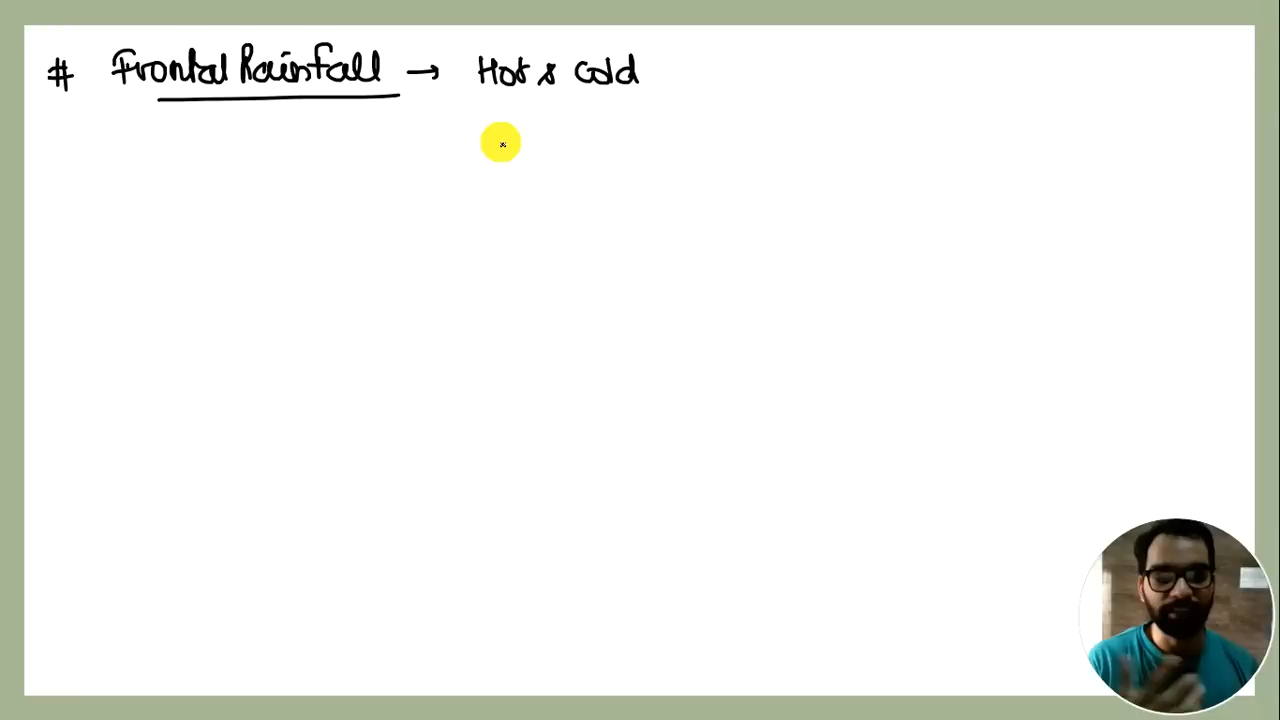 # Frontal Rainfall → Hot & Cold